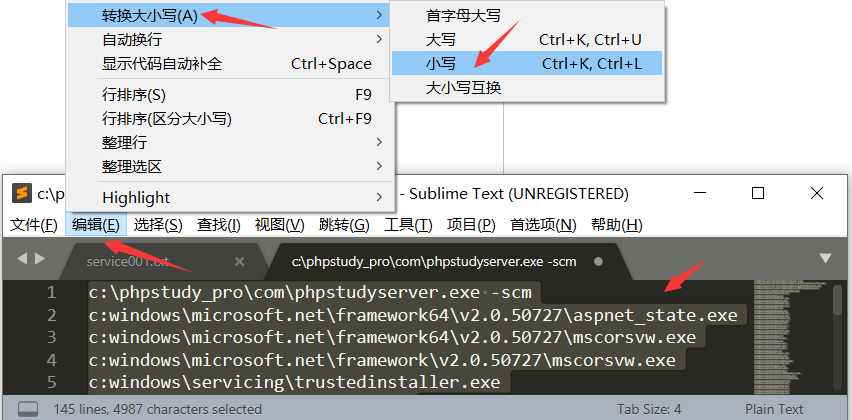 转换大小写(A)
自动换行
显示代码自动补全 Ctrl+Space
行排序(S) F9
行排序(区分大小写) Ctrl+F9
整理行
整理选区
Highlight
首字母大写
大写 Ctrl+K, Ctrl+U
小写 Ctrl+K, Ctrl+L
大小写互换
c:\p - Sublime Text (UNREGISTERED)
文件(F) 编辑(E) 选择(S) 查找(I) 视图(V) 跳转(G) 工具(T) 项目(P) 首选项(N) 帮助(H)
service001.txt c:\phpstudy_pro\com\phpstudyserver.exe -scm
1 c:\phpstudy_pro\com\phpstudyserver.exe -scm
2 c:windows\microsoft.net\framework64\v2.0.50727\aspnet_state.exe
3 c:windows\microsoft.net\framework64\v2.0.50727\mscorsvw.exe
4 c:windows\microsoft.net\framework\v2.0.50727\mscorsvw.exe
5 c:windows\servicing\trustedinstaller.exe
145 lines, 4987 characters selected Tab Size: 4 Plain Text